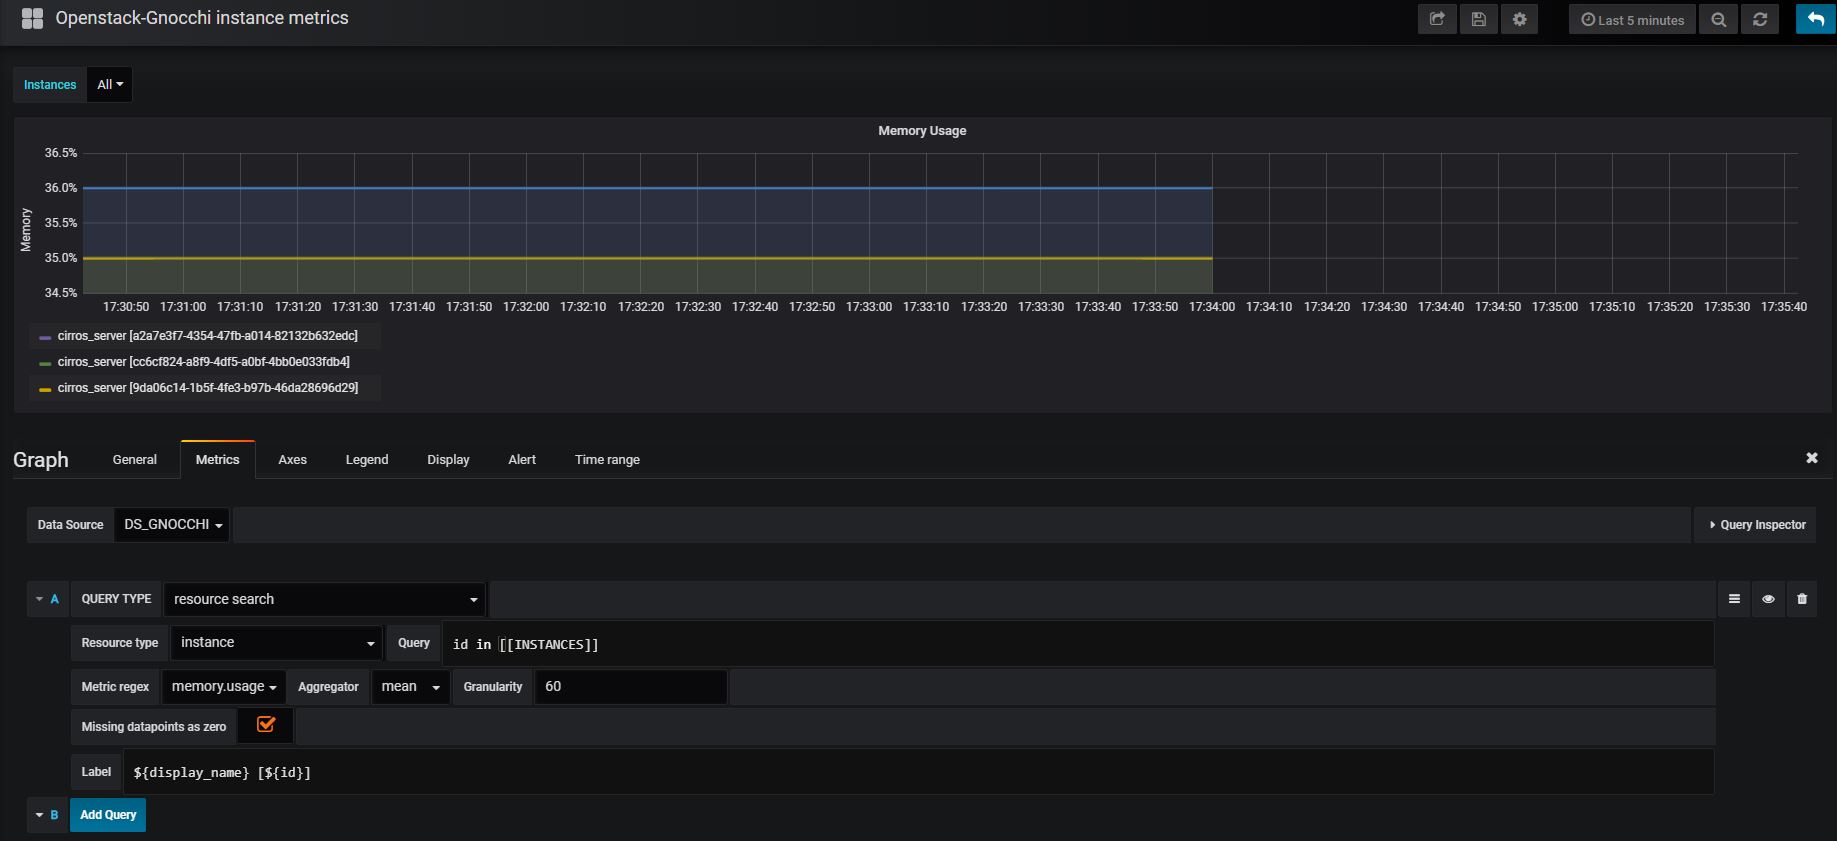 Openstack-Gnocchi instance metrics
Last 5 minutes
Instances All
Memory Usage
36.5%
36.0%
35.5%
35.0%
34.5%
Memory
17:30:50 17:31:00 17:31:10 17:31:20 17:31:30 17:31:40 17:31:50 17:32:00 17:32:10 17:32:20 17:32:30 17:32:40 17:32:50 17:33:00 17:33:10 17:33:20 17:33:30 17:33:40 17:33:50 17:34:00 17:34:10 17:34:20 17:34:30 17:34:40 17:34:50 17:35:00 17:35:10 17:35:20 17:35:30 17:35:40
cirros_server [a2a7e3f7-4354-47fb-a014-82132b632edc]
cirros_server [cc6cf824-a8f9-4df5-a0bf-4bb0e033fdb4]
cirros_server [9da06c14-1b5f-4fe3-b97b-46da28696d29]
Graph General Metrics Axes Legend Display Alert Time range
Data Source DS_GNOCCHI Query Inspector
A QUERY TYPE resource search
Resource type instance Query id in [[INSTANCES]]
Metric regex memory.usage Aggregator mean Granularity 60
Missing datapoints as zero
Label ${display_name} [${id}]
B Add Query